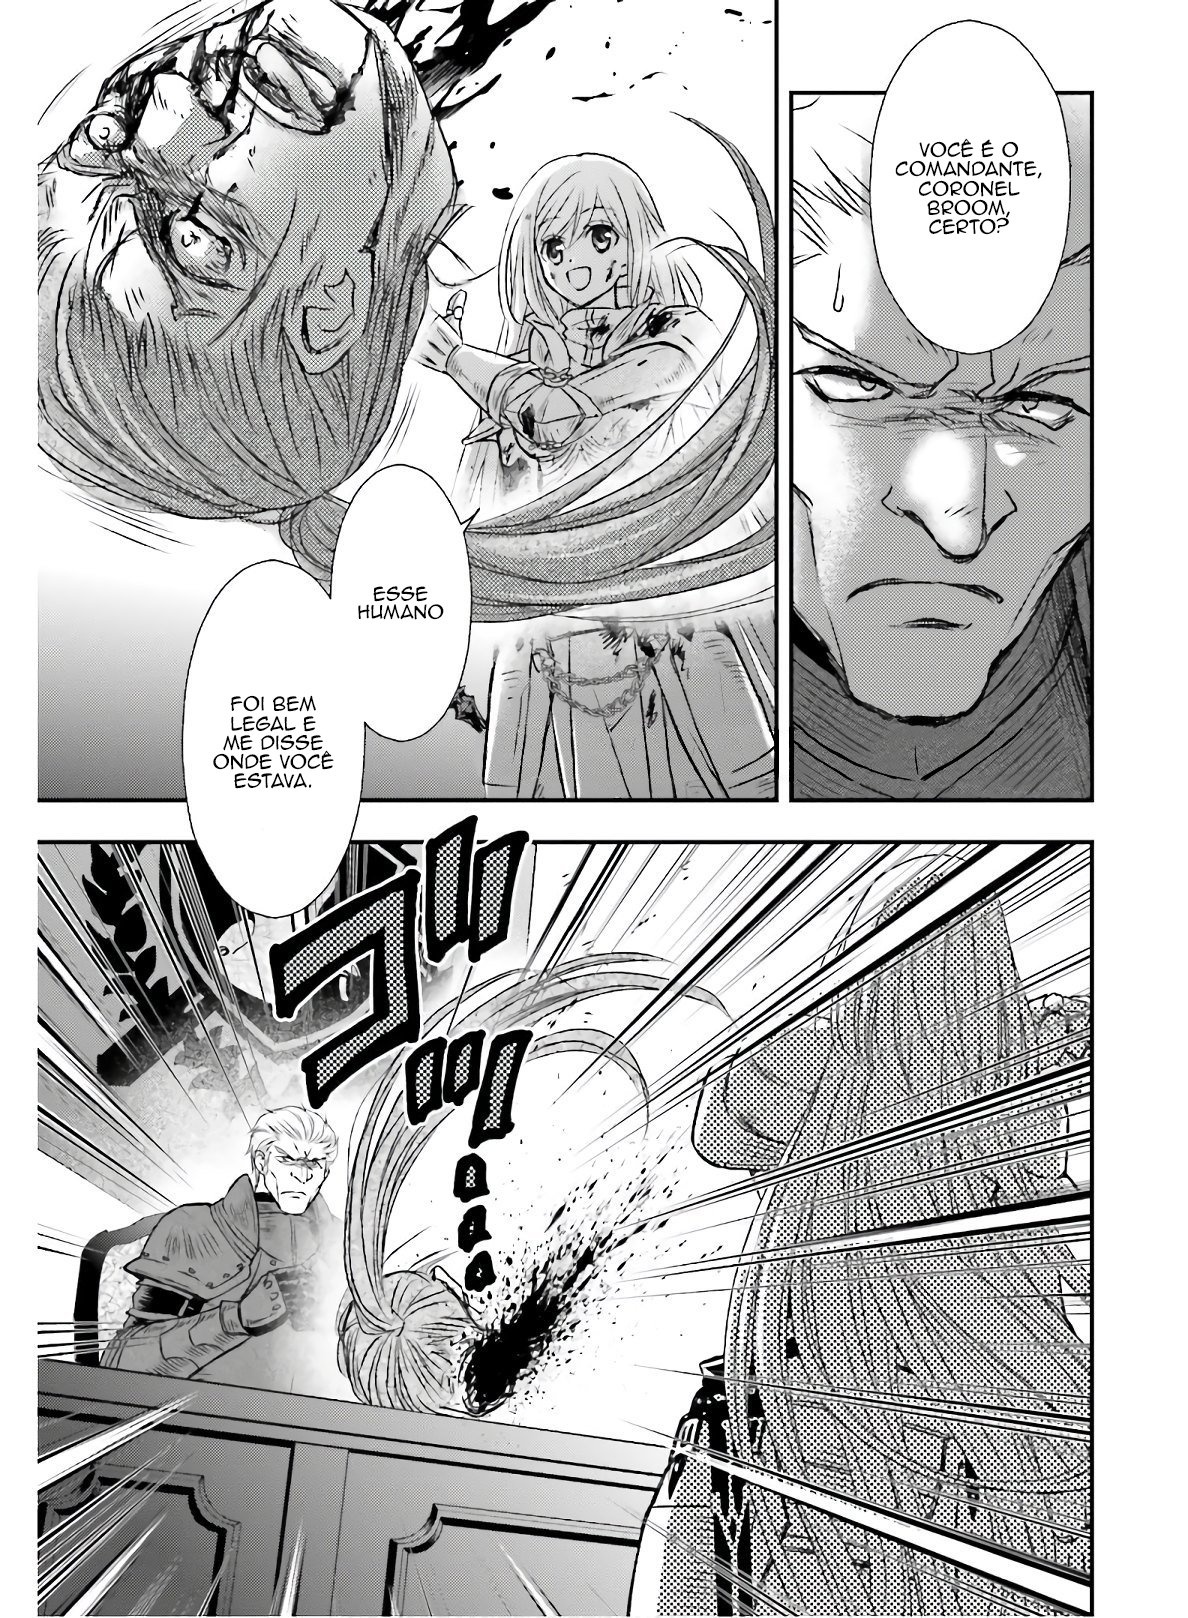 VOCÊ É O
COMANDANTE,
CORONEL
BROOM,
CERTO?
ESSE
HUMANO
FOI BEM
LEGAL E
ME DISSE
ONDE VOCÊ
ESTAVA.